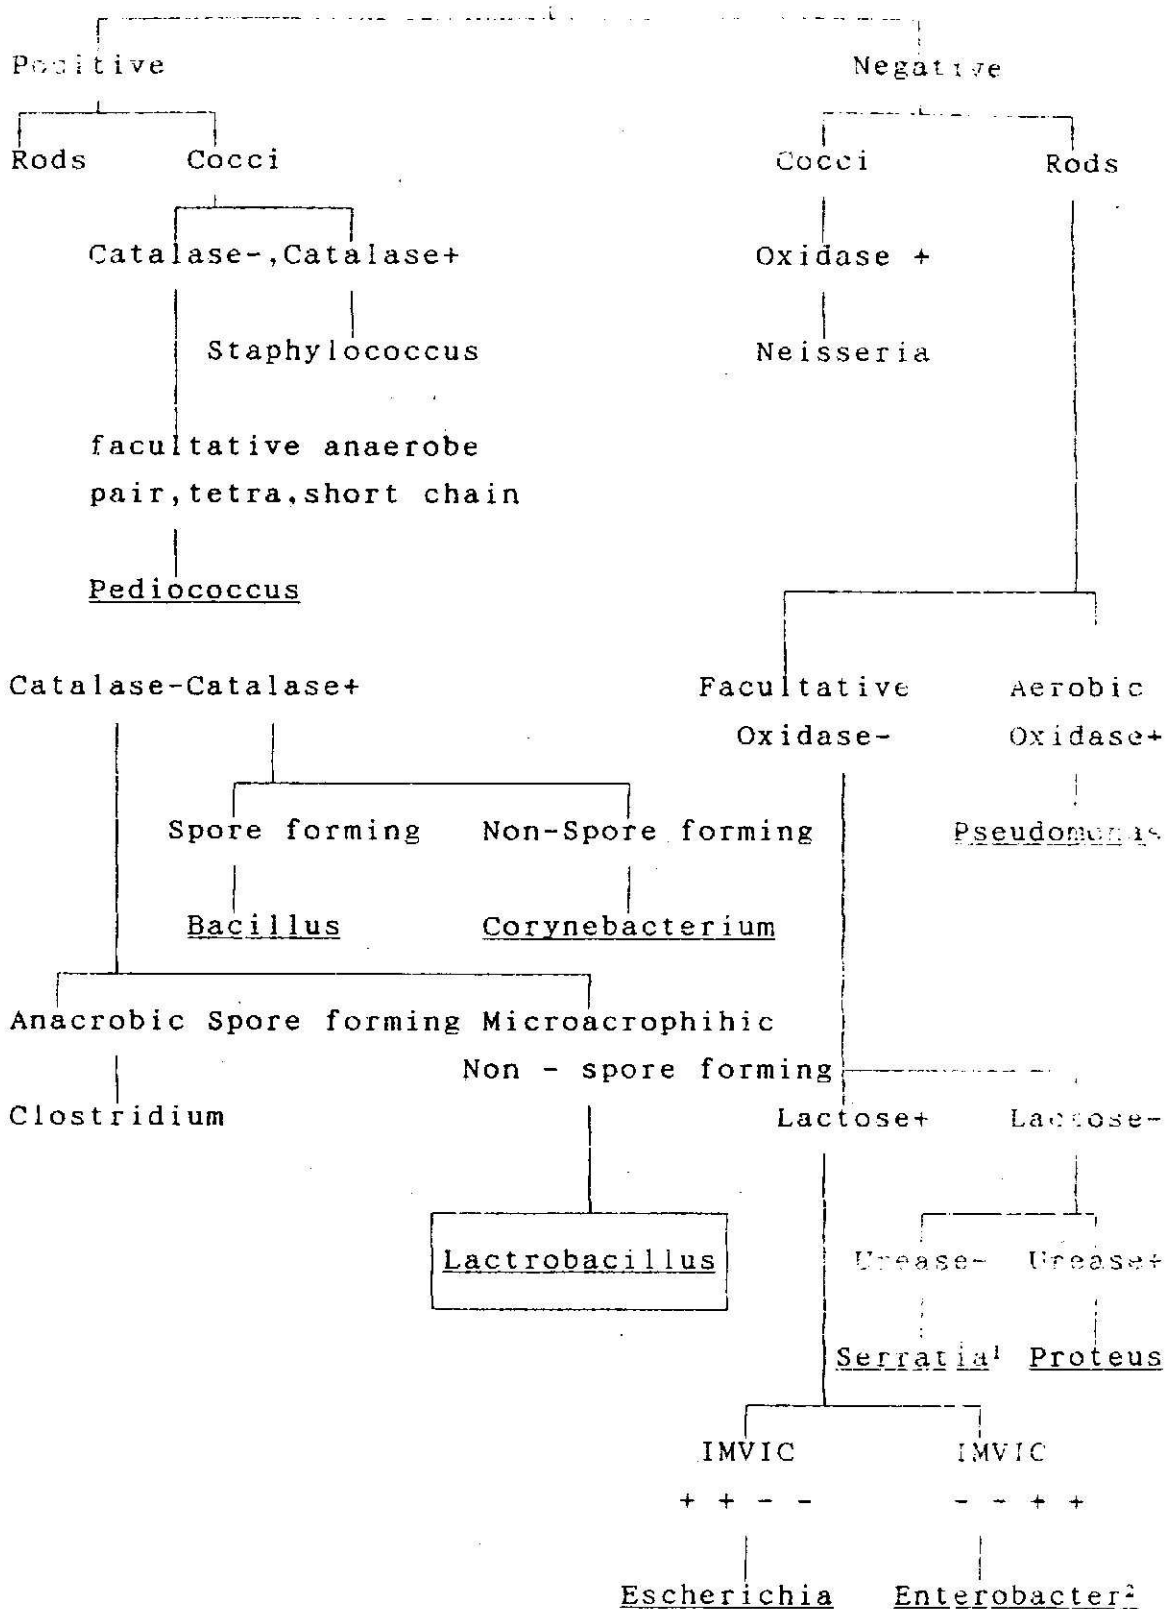 Positive Negative
Rods Cocci Cocci Rods
Catalase-,Catalase+ Oxidase +
Staphylococcus Neisseria
facultative anaerobe
pair,tetra,short chain
Pediococcus
Catalase-Catalase+ Facultative Aerobic
Oxidase- Oxidase+
Spore forming Non-Spore forming Pseudomonas
Bacillus Corynebacterium
Anacrobic Spore forming Microacrophihic
Non - spore forming
Clostridium Lactose+ Lactose-
Lactrobacillus Urease- Urease+
Serratia¹ Proteus
IMVIC IMVIC
+ + - - - - + +
Escherichia Enterobacter²